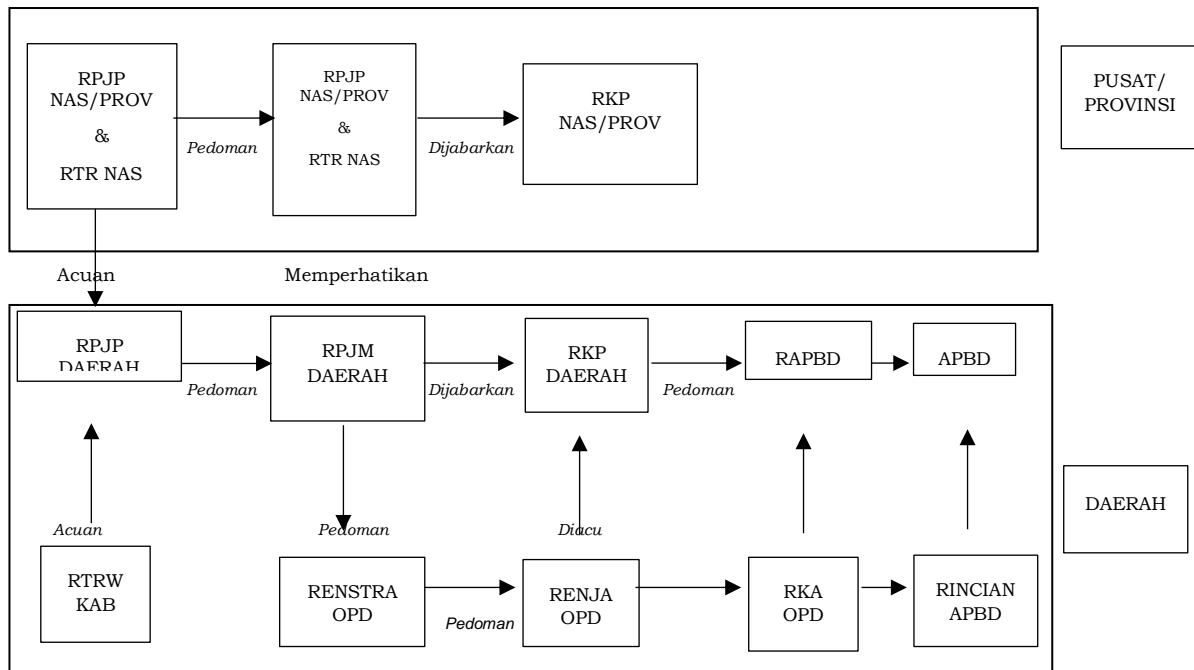 RPJP
NAS/PROV
&
RTR NAS
Pedoman
RPJP
NAS/PROV
&
RTR NAS
Dijabarkan
RKP
NAS/PROV
PUSAT/
PROVINSI
Acuan
Memperhatikan
RPJP
DAERAH
Pedoman
RPJM
DAERAH
Dijabarkan
RKP
DAERAH
Pedoman
RAPBD
APBD
Acuan
Pedoman
Diacu
DAERAH
RTRW
KAB
RENSTRA
OPD
Pedoman
RENJA
OPD
RKA
OPD
RINCIAN
APBD